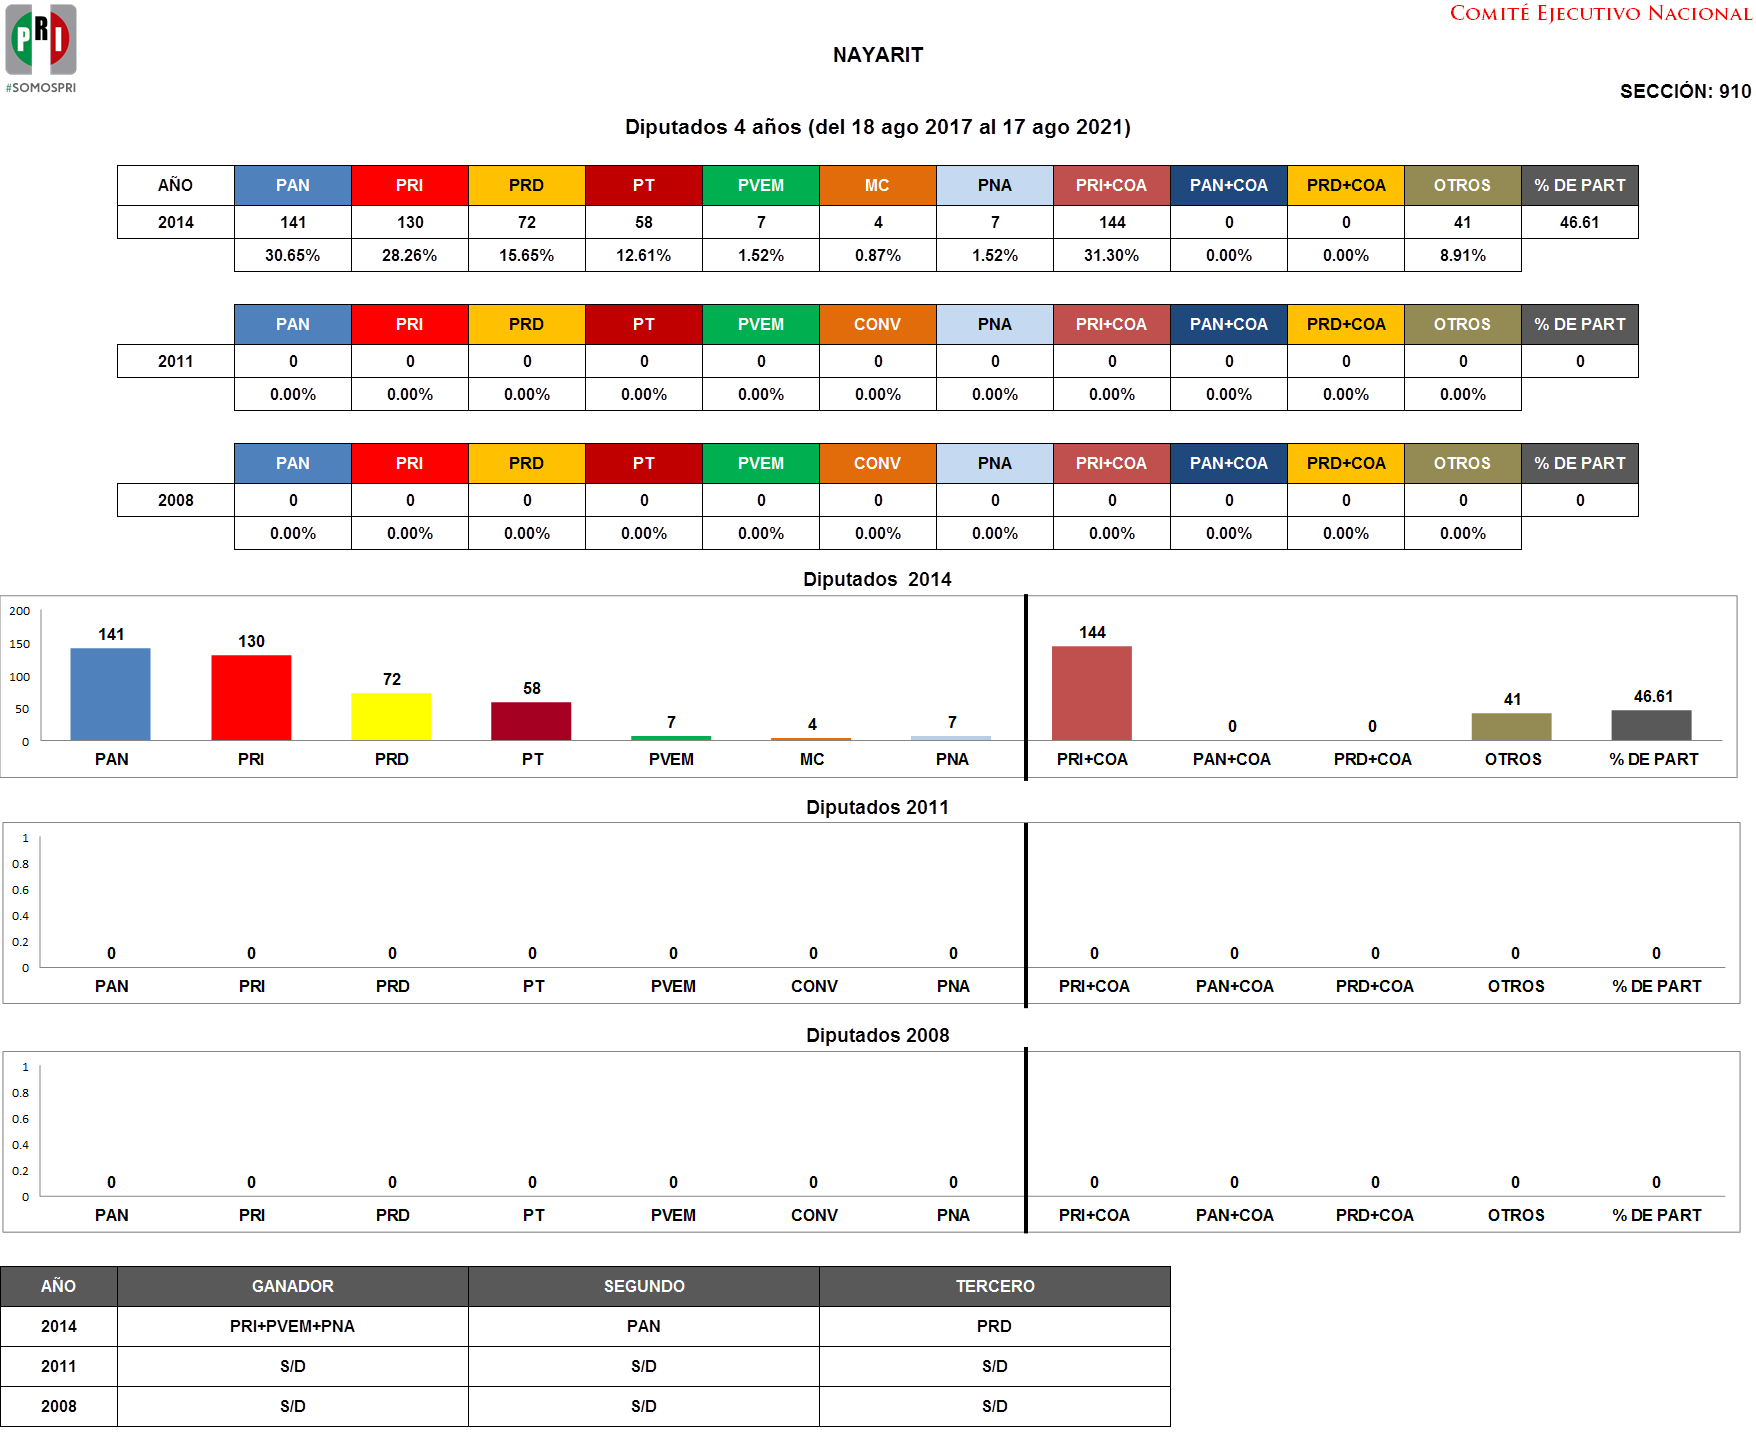 PRI
#SOMOSPRI
COMITÉ EJECUTIVO NACIONAL
NAYARIT
SECCIÓN: 910
Diputados 4 años (del 18 ago 2017 al 17 ago 2021)
AÑO PAN PRI PRD PT PVEM MC PNA PRI+COA PAN+COA PRD+COA OTROS % DE PART
2014 141 130 72 58 7 4 7 144 0 0 41 46.61
30.65% 28.26% 15.65% 12.61% 1.52% 0.87% 1.52% 31.30% 0.00% 0.00% 8.91%
PAN PRI PRD PT PVEM CONV PNA PRI+COA PAN+COA PRD+COA OTROS % DE PART
2011 0 0 0 0 0 0 0 0 0 0 0 0
0.00% 0.00% 0.00% 0.00% 0.00% 0.00% 0.00% 0.00% 0.00% 0.00% 0.00%
PAN PRI PRD PT PVEM CONV PNA PRI+COA PAN+COA PRD+COA OTROS % DE PART
2008 0 0 0 0 0 0 0 0 0 0 0 0
0.00% 0.00% 0.00% 0.00% 0.00% 0.00% 0.00% 0.00% 0.00% 0.00% 0.00%
Diputados 2014
200
150
100
50
0
141 130 72 58 7 4 7 144 0 0 41 46.61
PAN PRI PRD PT PVEM MC PNA PRI+COA PAN+COA PRD+COA OTROS % DE PART
Diputados 2011
1
0.8
0.6
0.4
0.2
0
0 0 0 0 0 0 0 0 0 0 0 0
PAN PRI PRD PT PVEM CONV PNA PRI+COA PAN+COA PRD+COA OTROS % DE PART
Diputados 2008
1
0.8
0.6
0.4
0.2
0
0 0 0 0 0 0 0 0 0 0 0 0
PAN PRI PRD PT PVEM CONV PNA PRI+COA PAN+COA PRD+COA OTROS % DE PART
AÑO GANADOR SEGUNDO TERCERO
2014 PRI+PVEM+PNA PAN PRD
2011 S/D S/D S/D
2008 S/D S/D S/D